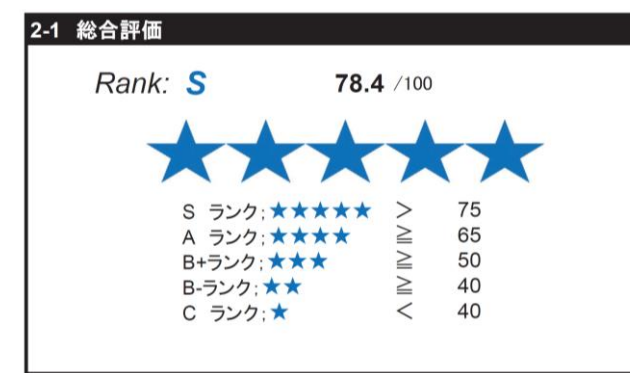 2-1 総合評価
Rank: S 78.4 /100
★★★★★
S ランク;★★★★★ > 75
A ランク;★★★★ ≧ 65
B+ランク;★★★ ≧ 50
B-ランク;★★ ≧ 40
C ランク;★ < 40